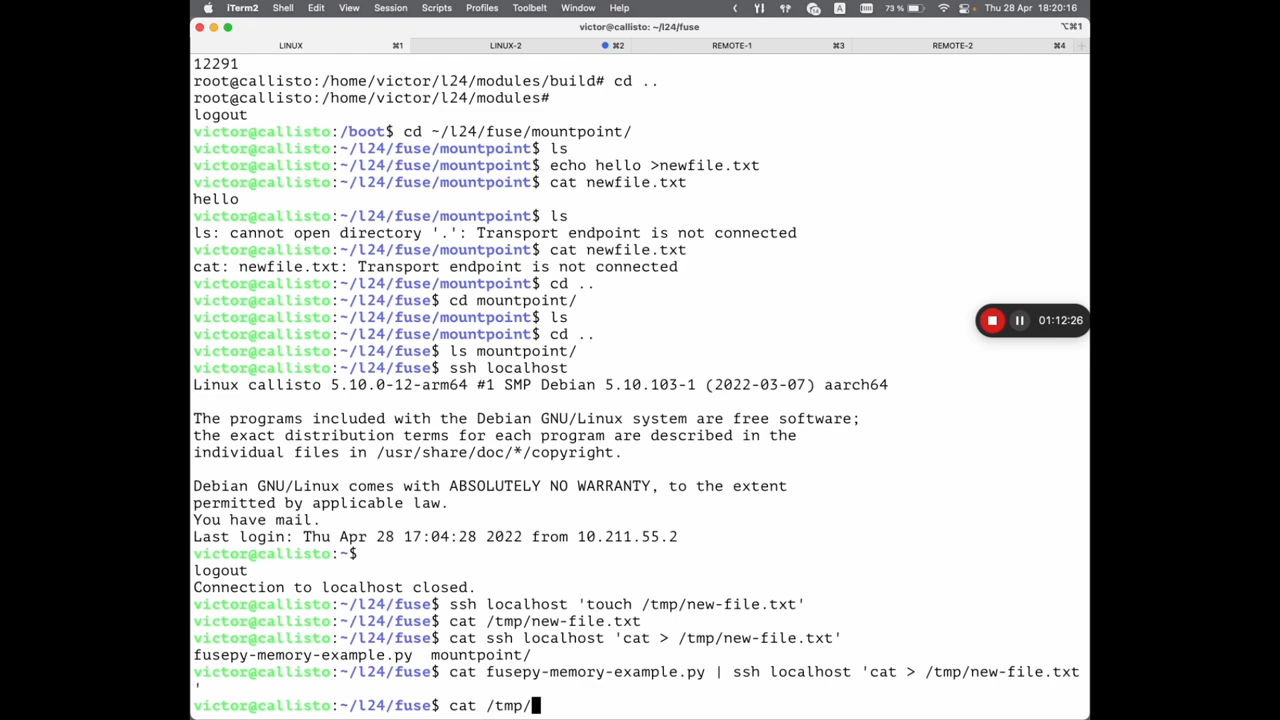 iTerm2 Shell Edit View Session Scripts Profiles Toolbelt Window Help A 73 % Thu 28 Apr 18:20:16
victor@callisto: ~/l24/fuse ⌥⌘1
LINUX ⌘1 LINUX-2 ⌘2 REMOTE-1 ⌘3 REMOTE-2 ⌘4
12291
root@callisto:/home/victor/l24/modules/build# cd ..
root@callisto:/home/victor/l24/modules#
logout
victor@callisto:/boot$ cd ~/l24/fuse/mountpoint/
victor@callisto:~/l24/fuse/mountpoint$ ls
victor@callisto:~/l24/fuse/mountpoint$ echo hello >newfile.txt
victor@callisto:~/l24/fuse/mountpoint$ cat newfile.txt
hello
victor@callisto:~/l24/fuse/mountpoint$ ls
ls: cannot open directory '.': Transport endpoint is not connected
victor@callisto:~/l24/fuse/mountpoint$ cat newfile.txt
cat: newfile.txt: Transport endpoint is not connected
victor@callisto:~/l24/fuse/mountpoint$ cd ..
victor@callisto:~/l24/fuse$ cd mountpoint/
victor@callisto:~/l24/fuse/mountpoint$ ls
victor@callisto:~/l24/fuse/mountpoint$ cd ..
victor@callisto:~/l24/fuse$ ls mountpoint/
victor@callisto:~/l24/fuse$ ssh localhost
Linux callisto 5.10.0-12-arm64 #1 SMP Debian 5.10.103-1 (2022-03-07) aarch64
The programs included with the Debian GNU/Linux system are free software;
the exact distribution terms for each program are described in the
individual files in /usr/share/doc/*/copyright.
Debian GNU/Linux comes with ABSOLUTELY NO WARRANTY, to the extent
permitted by applicable law.
You have mail.
Last login: Thu Apr 28 17:04:28 2022 from 10.211.55.2
victor@callisto:~$
logout
Connection to localhost closed.
victor@callisto:~/l24/fuse$ ssh localhost 'touch /tmp/new-file.txt'
victor@callisto:~/l24/fuse$ cat /tmp/new-file.txt
victor@callisto:~/l24/fuse$ cat ssh localhost 'cat > /tmp/new-file.txt'
fusepy-memory-example.py mountpoint/
victor@callisto:~/l24/fuse$ cat fusepy-memory-example.py | ssh localhost 'cat > /tmp/new-file.txt
'
victor@callisto:~/l24/fuse$ cat /tmp/
01:12:26